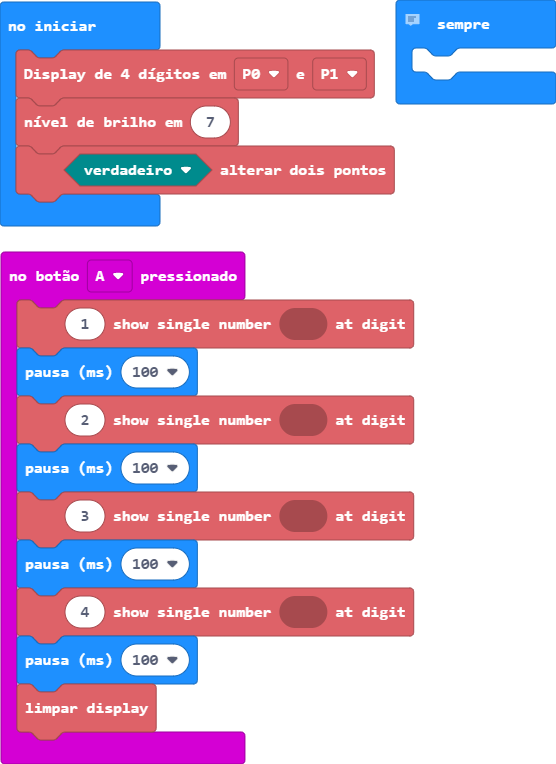 no iniciar
Display de 4 dígitos em P0 e P1
nível de brilho em 7
verdadeiro alterar dois pontos
sempre
no botão A pressionado
1 show single number at digit
pausa (ms) 100
2 show single number at digit
pausa (ms) 100
3 show single number at digit
pausa (ms) 100
4 show single number at digit
pausa (ms) 100
limpar display